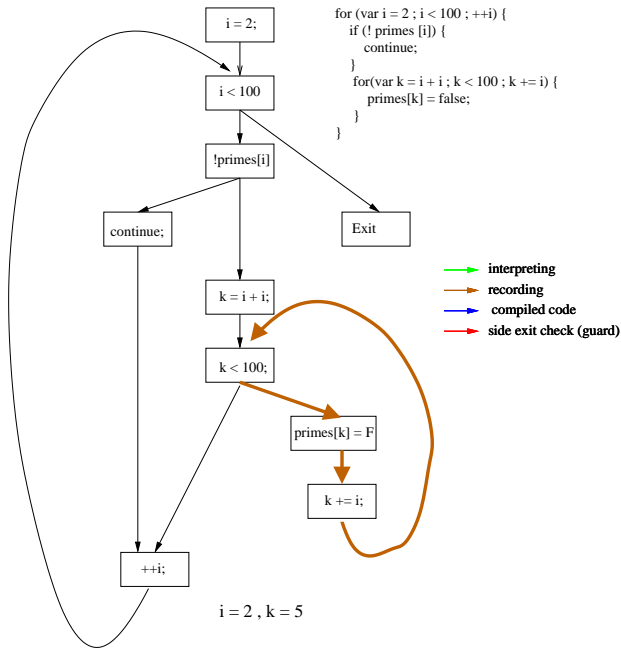 i = 2;
for (var i = 2 ; i < 100 ; ++i) {
if (! primes [i]) {
continue;
}
for(var k = i + i ; k < 100 ; k += i) {
primes[k] = false;
}
}
i < 100
!primes[i]
continue;
Exit
interpreting
recording
compiled code
side exit check (guard)
k = i + i;
k < 100;
primes[k] = F
k += i;
++i;
i = 2 , k = 5